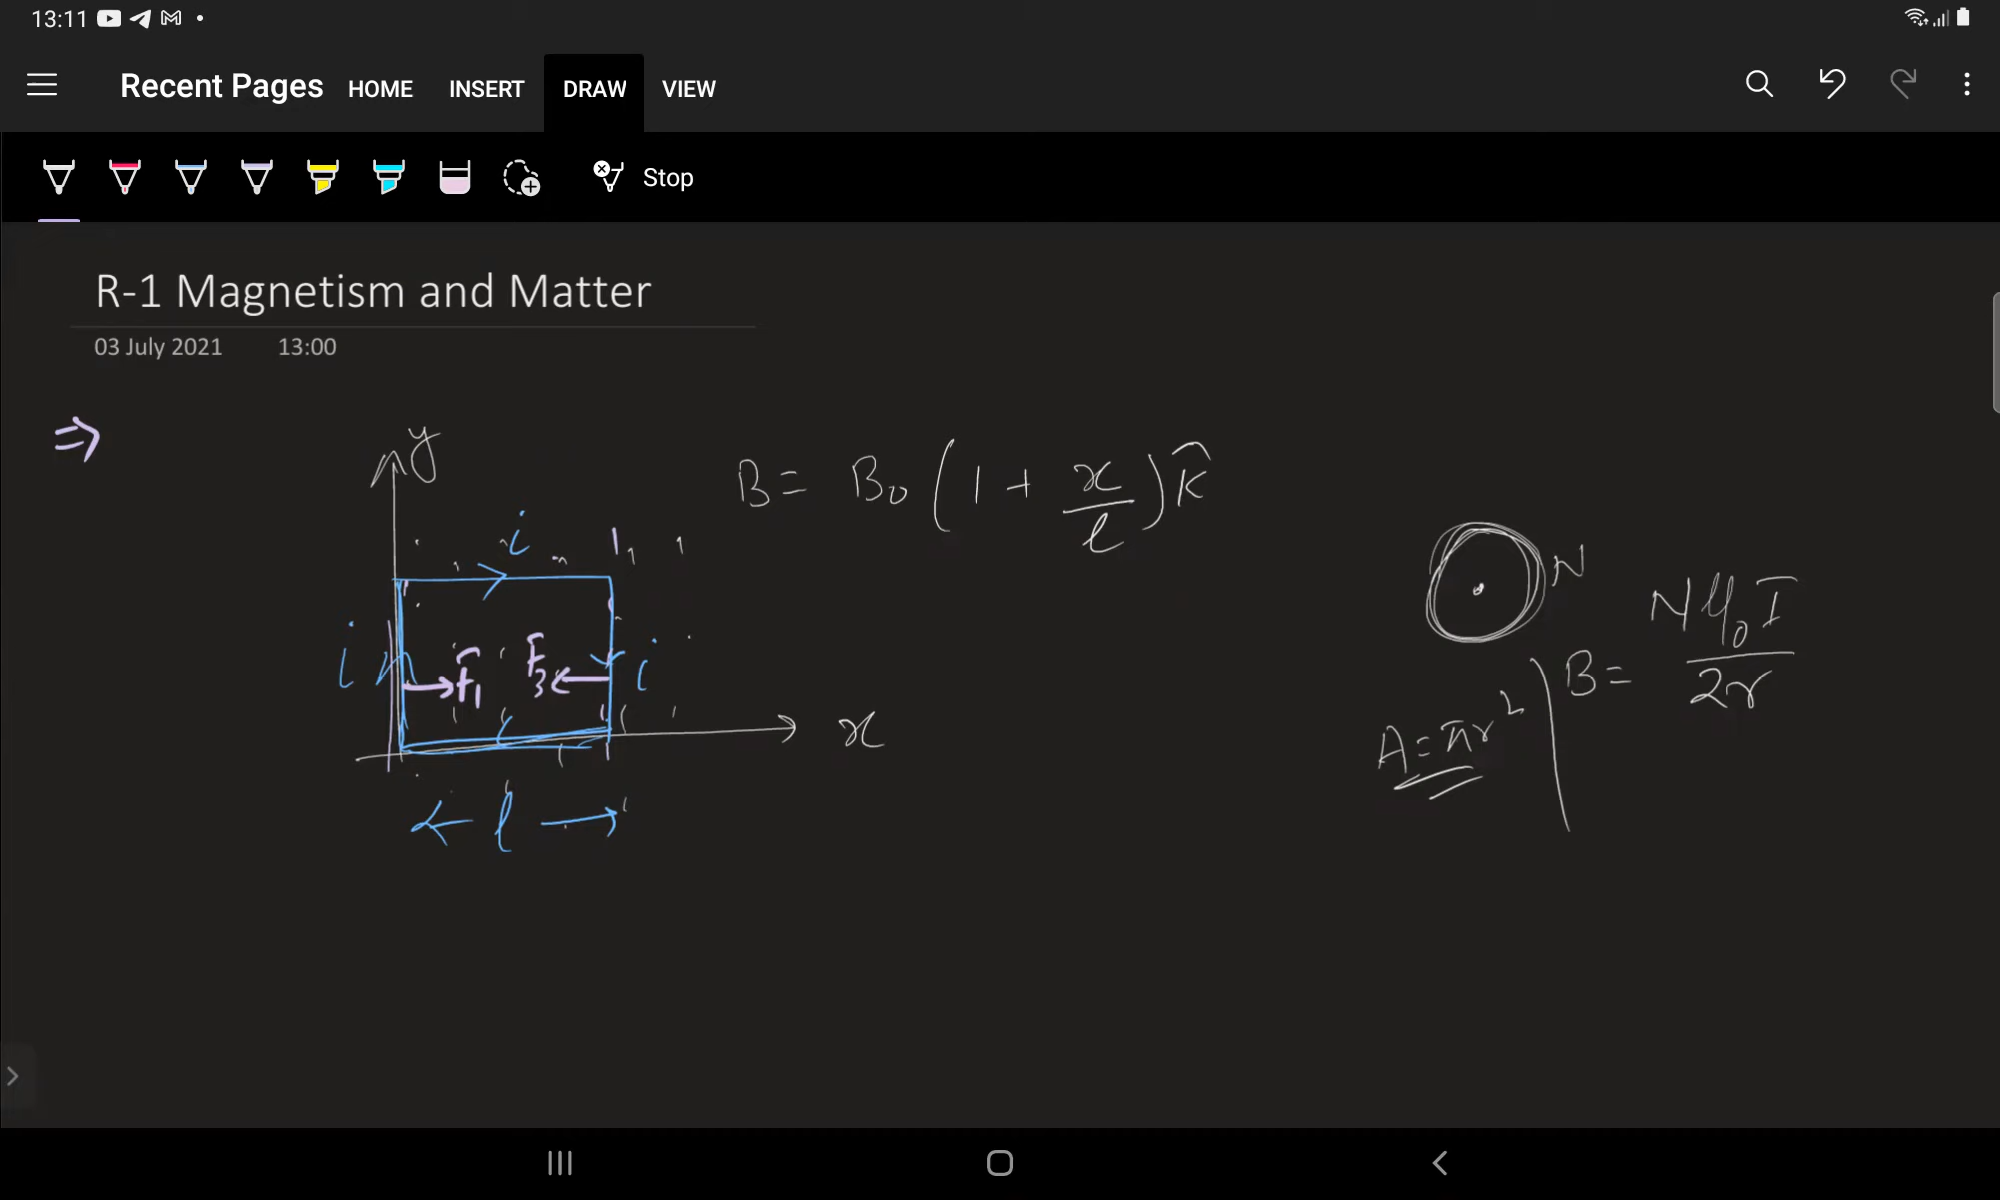 13:11
Recent Pages HOME INSERT DRAW VIEW
Stop
R-1 Magnetism and Matter
03 July 2021 13:00
⇒
y
B = B₀ (1 + x/l) k̂
i
i
F₁
F₃
i
x
← l →
N
B = Nμ₀I/2r
A = πr²